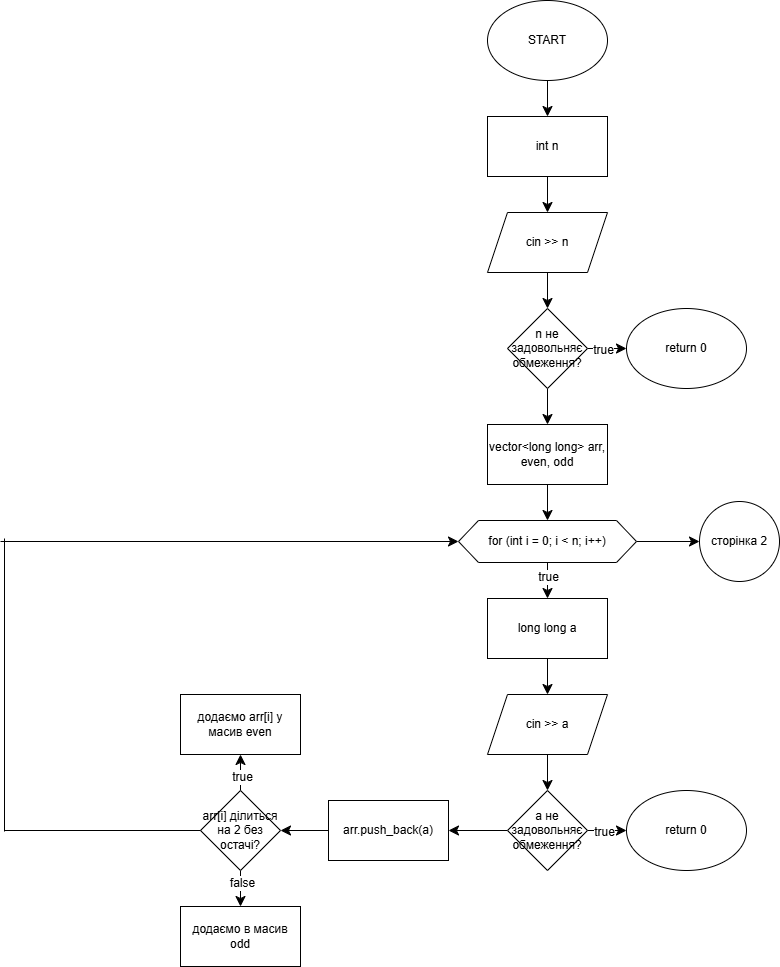 START
int n
cin >> n
n не
задовольняє
обмеження?
true
return 0
vector<long long> arr,
even, odd
for (int i = 0; i < n; i++)
сторінка 2
true
long long a
cin >> a
a не
задовольняє
обмеження?
true
return 0
arr.push_back(a)
arr[i] ділиться
на 2 без
остачі?
true
додаємо arr[i] у
масив even
false
додаємо в масив
odd